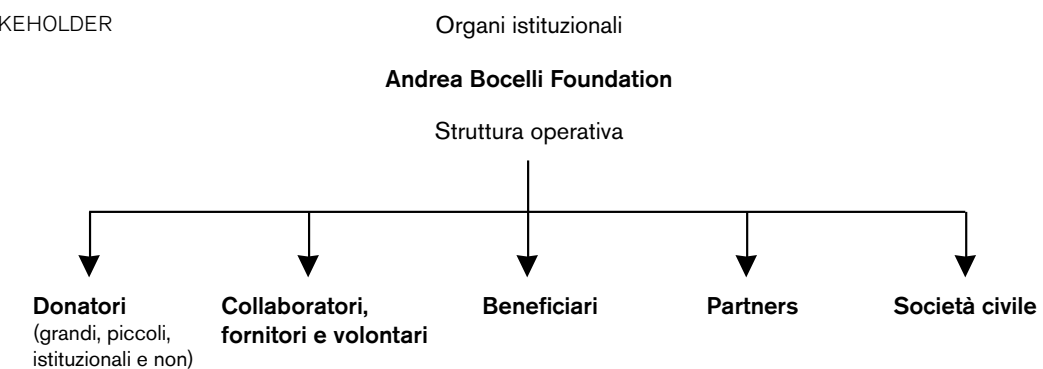 KEHOLDER
Organi istituzionali
Andrea Bocelli Foundation
Struttura operativa
Donatori
(grandi, piccoli,
istituzionali e non)
Collaboratori,
fornitori e volontari
Beneficiari
Partners
Società civile